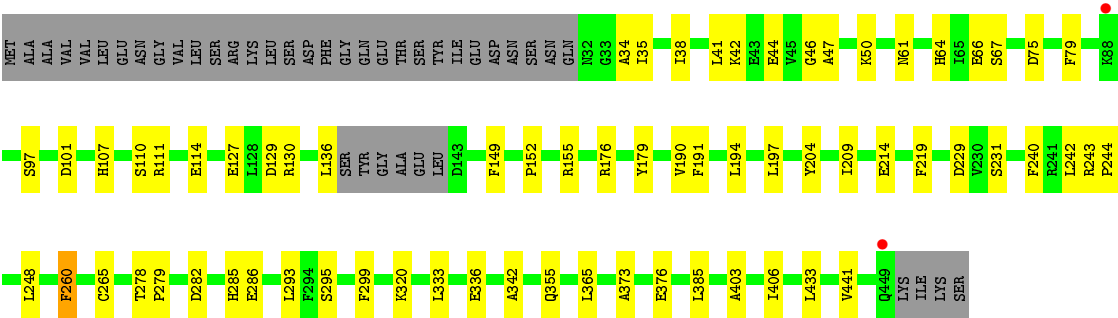 MET ALA ALA VAL VAL LEU GLU ASN GLY VAL LEU SER ARG LYS LEU SER ASP PHE GLY GLN GLU THR SER TYR ILE GLU ASP ASN SER ASN GLN N32 G33 A34 I35 I38 L41 K42 E43 E44 V45 G46 A47 K50 N61 H64 I65 E66 S67 D75 F79 K88
S97 D101 H107 S110 R111 E114 E127 L128 D129 R130 L136 SER TYR GLY ALA GLU LEU D143 F149 P152 R155 R176 Y179 V190 F191 L194 L197 Y204 I209 E214 F219 D229 V230 S231 F240 R241 L242 R243 P244
L248 F260 C265 T278 P279 D282 H285 E286 L293 F294 S295 F299 K320 L333 E336 A342 Q355 L365 A373 E376 L385 A403 I406 L433 V441 Q449 LYS ILE LYS SER